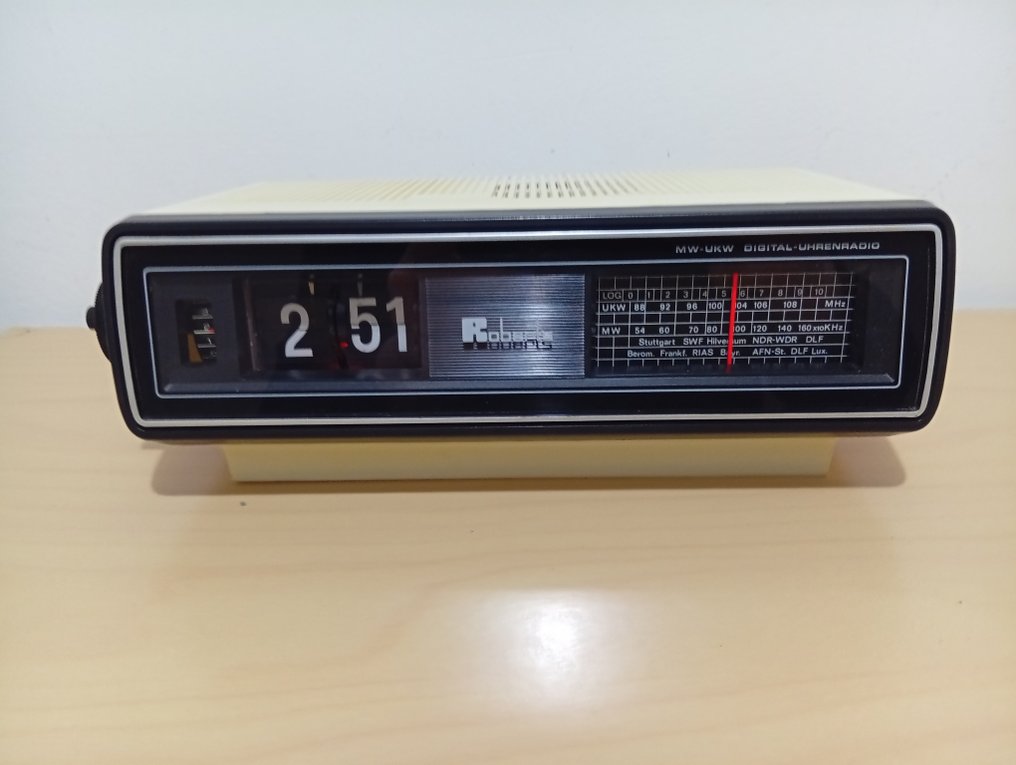 MW-UKW DIGITAL-UHRENRADIO
2 51
Roberts
LOG 0 1 2 3 4 5 6 7 8 9 10
UKW 88 92 96 100 104 106 108 MHz
MW 54 60 70 80 100 120 140 160 x10KHz
Stuttgart SWF Hilversum NDR-WDR DLF
Berom. Frankf. RIAS Bayr. AFN-St. DLF Lux.